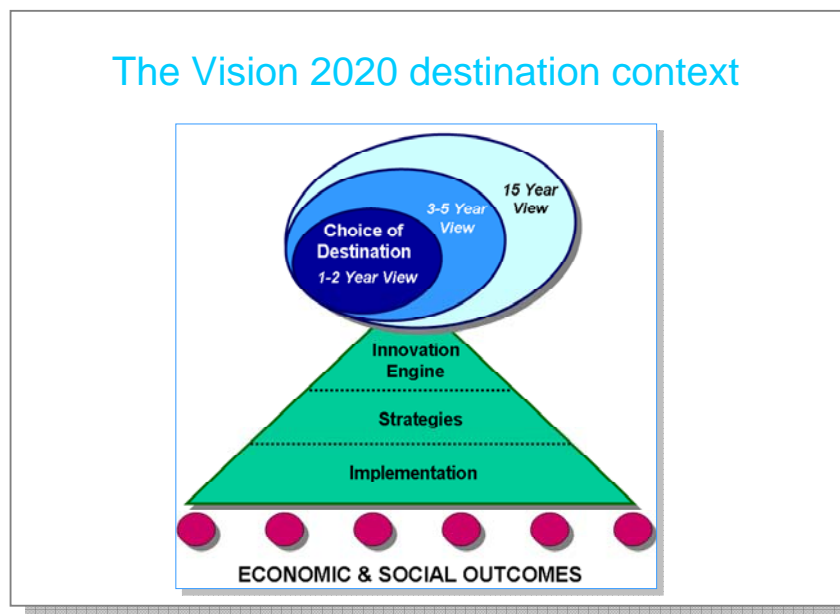 The Vision 2020 destination context
15 Year
View
3-5 Year
View
Choice of
Destination
1-2 Year View
Innovation
Engine
Strategies
Implementation
ECONOMIC & SOCIAL OUTCOMES